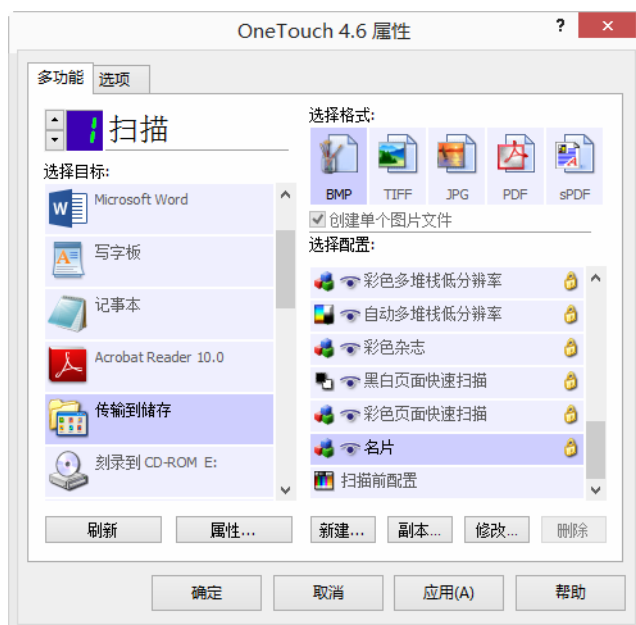 OneTouch 4.6 属性
?
×
多功能
选项
1 扫描
选择目标:
Microsoft Word
写字板
记事本
Acrobat Reader 10.0
传输到储存
刻录到 CD-ROM E:
刷新
属性...
选择格式:
BMP
TIFF
JPG
PDF
sPDF
创建单个图片文件
选择配置:
彩色多堆栈低分辨率
自动多堆栈低分辨率
彩色杂志
黑白页面快速扫描
彩色页面快速扫描
名片
扫描前配置
新建...
副本...
修改...
删除
确定
取消
应用(A)
帮助